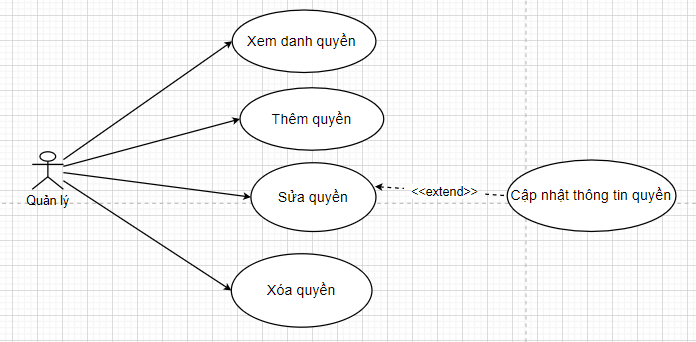 Xem danh quyền
Thêm quyền
Quản lý
Sửa quyền
<<extend>>
Cập nhật thông tin quyền
Xóa quyền